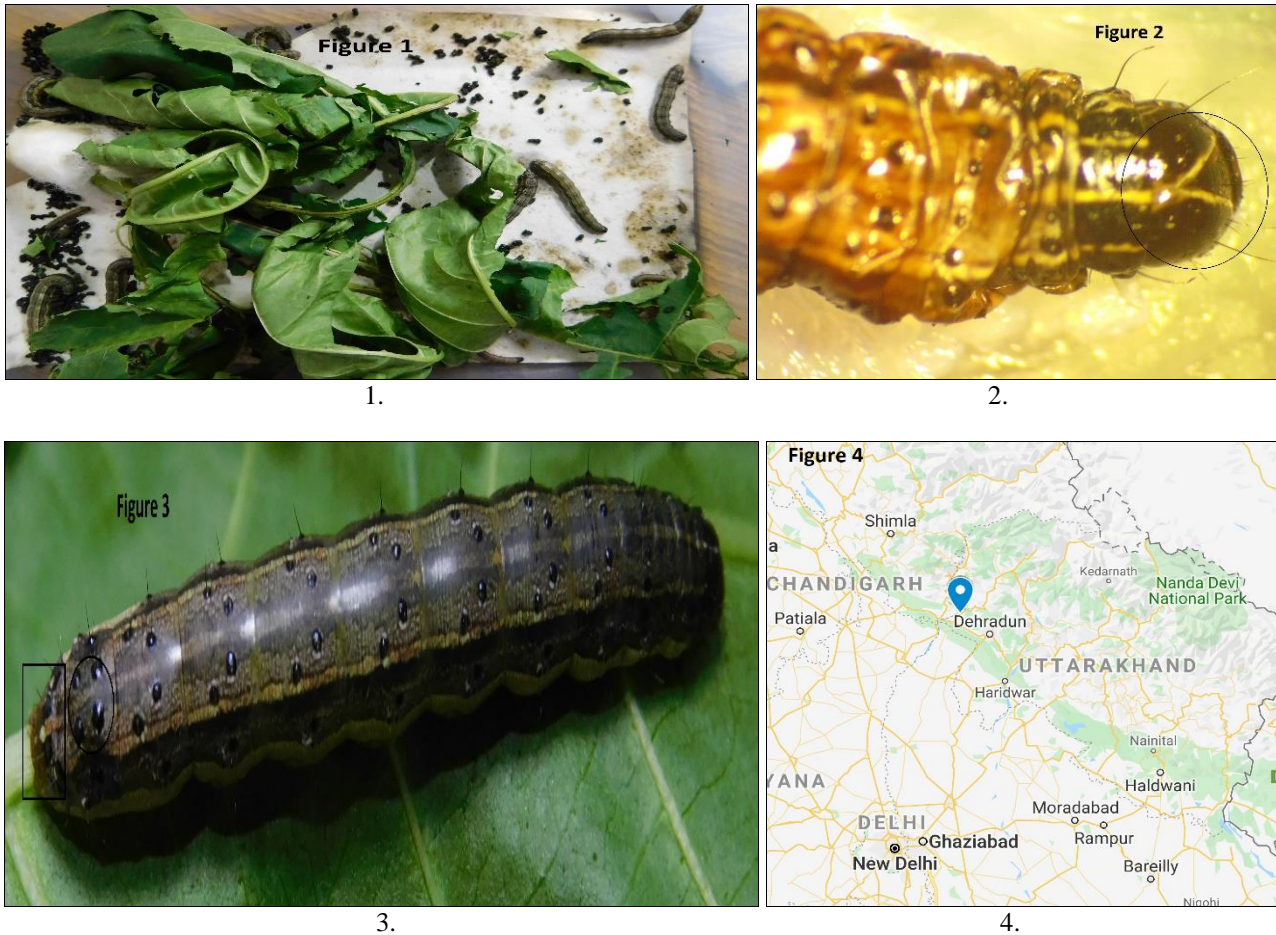 Figure 1
1.
Figure 2
2.
Figure 3
3.
Figure 4
Shimla
a
CHANDIGARH
Kedarnath
Nanda Devi
National Park
Patiala
Dehradun
UTTARAKHAND
Haridwar
Nainital
Haldwani
YANA
Moradabad
DELHI
Rampur
Ghaziabad
New Delhi
Bareilly
4.